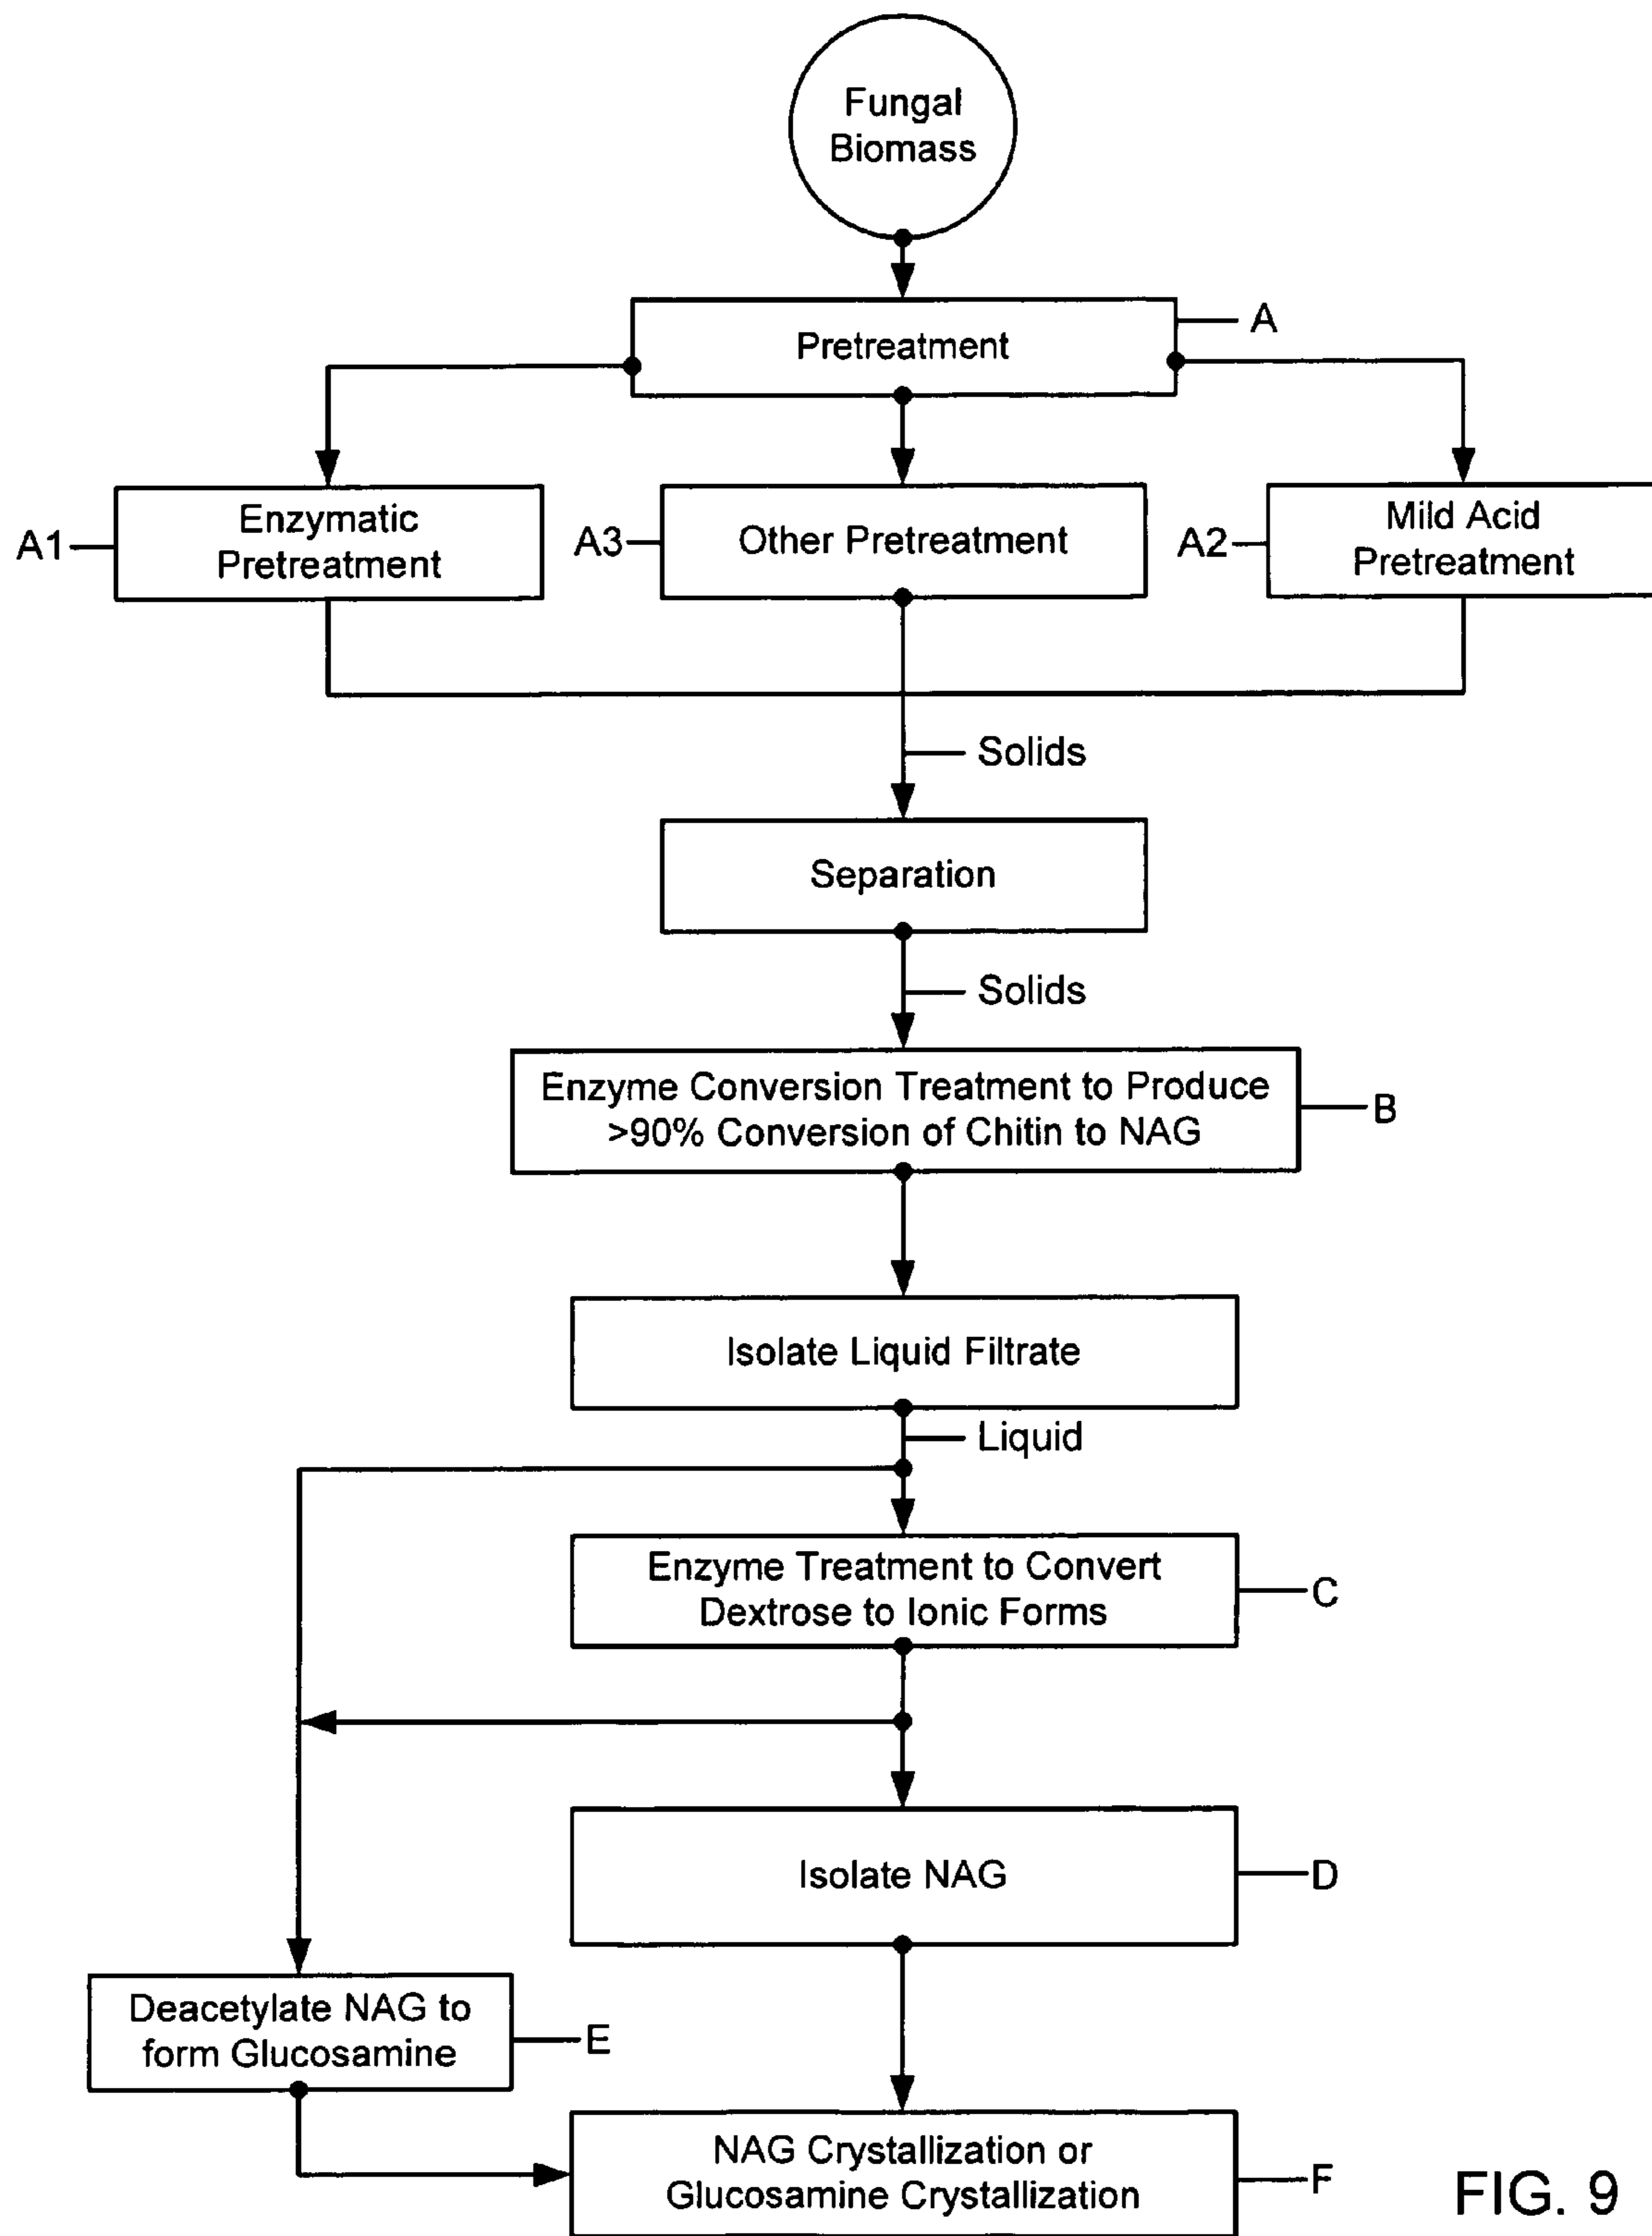 Fungal
Biomass
Pretreatment
A
A1
Enzymatic
Pretreatment
A3
Other Pretreatment
A2
Mild Acid
Pretreatment
Solids
Separation
Solids
Enzyme Conversion Treatment to Produce
>90% Conversion of Chitin to NAG
B
Isolate Liquid Filtrate
Liquid
Enzyme Treatment to Convert
Dextrose to Ionic Forms
C
Isolate NAG
D
Deacetylate NAG to
form Glucosamine
E
NAG Crystallization or
Glucosamine Crystallization
F
FIG. 9